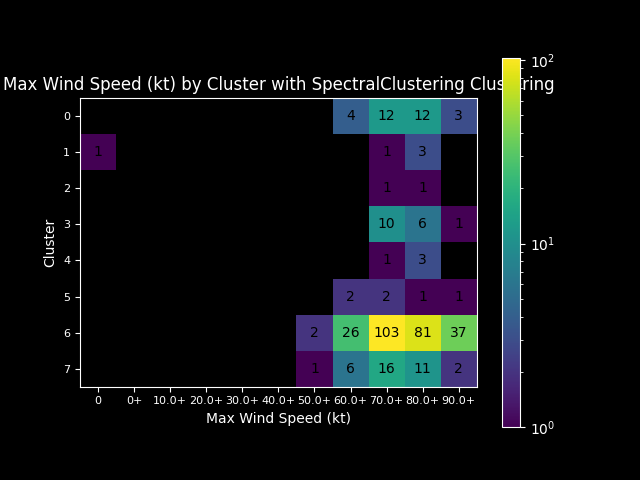 Max Wind Speed (kt) by Cluster with SpectralClustering Clustering
10²
0 4 12 12 3
1 1 1 3
2 1 1
3 10 6 1
10¹
Cluster
4 1 3
5 2 2 1 1
6 2 26 103 81 37
7 1 6 16 11 2
0 0+ 10.0+ 20.0+ 30.0+ 40.0+ 50.0+ 60.0+ 70.0+ 80.0+ 90.0+
Max Wind Speed (kt)
10⁰